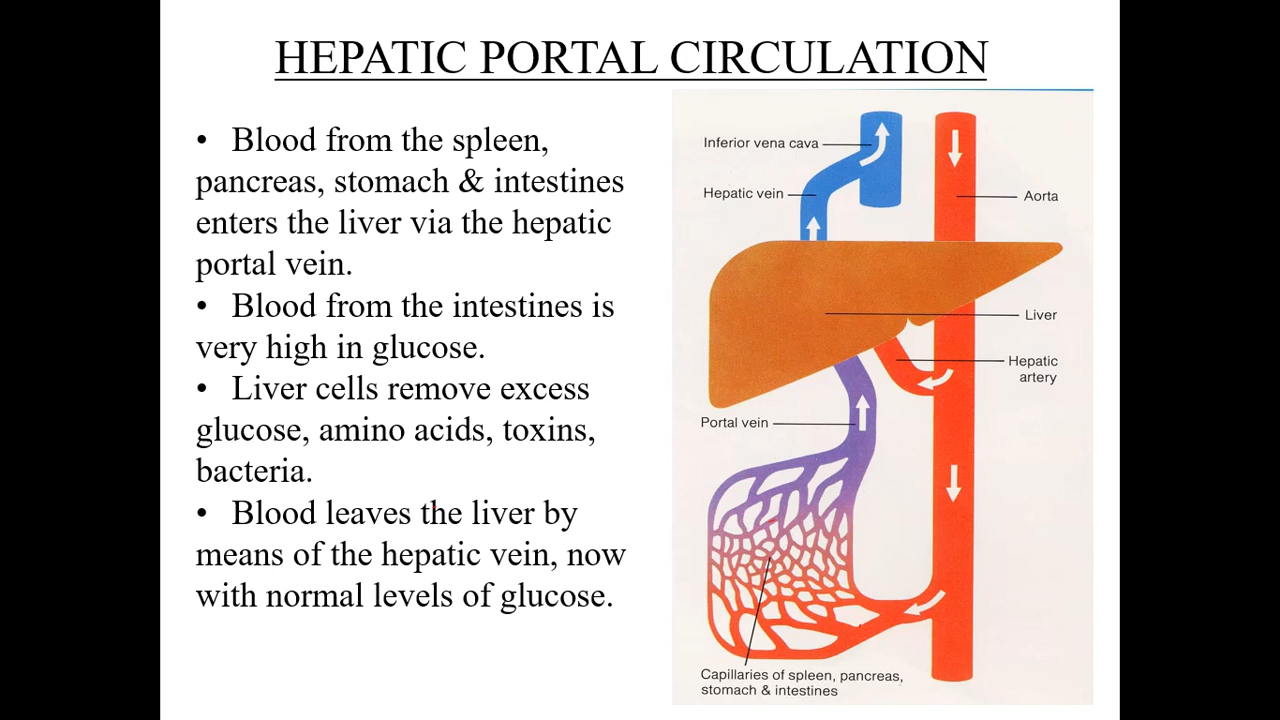 HEPATIC PORTAL CIRCULATION
• Blood from the spleen,
pancreas, stomach & intestines
enters the liver via the hepatic
portal vein.
• Blood from the intestines is
very high in glucose.
• Liver cells remove excess
glucose, amino acids, toxins,
bacteria.
• Blood leaves the liver by
means of the hepatic vein, now
with normal levels of glucose.
Inferior vena cava
Hepatic vein
Aorta
Liver
Hepatic
artery
Portal vein
Capillaries of spleen, pancreas,
stomach & intestines